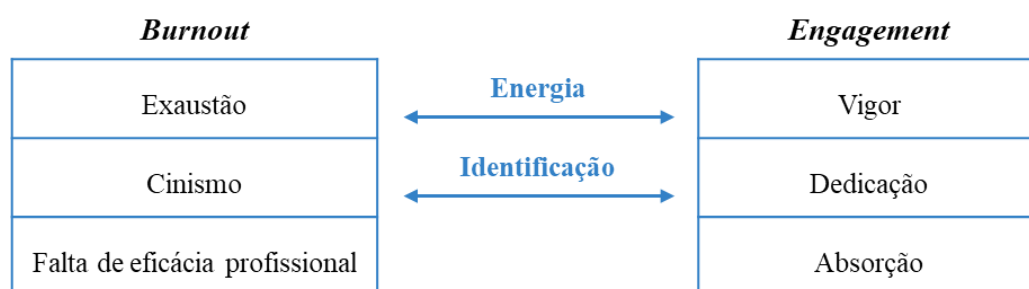 Burnout
Engagement
Exaustão
Energia
Vigor
Cinismo
Identificação
Dedicação
Falta de eficácia profissional
Absorção